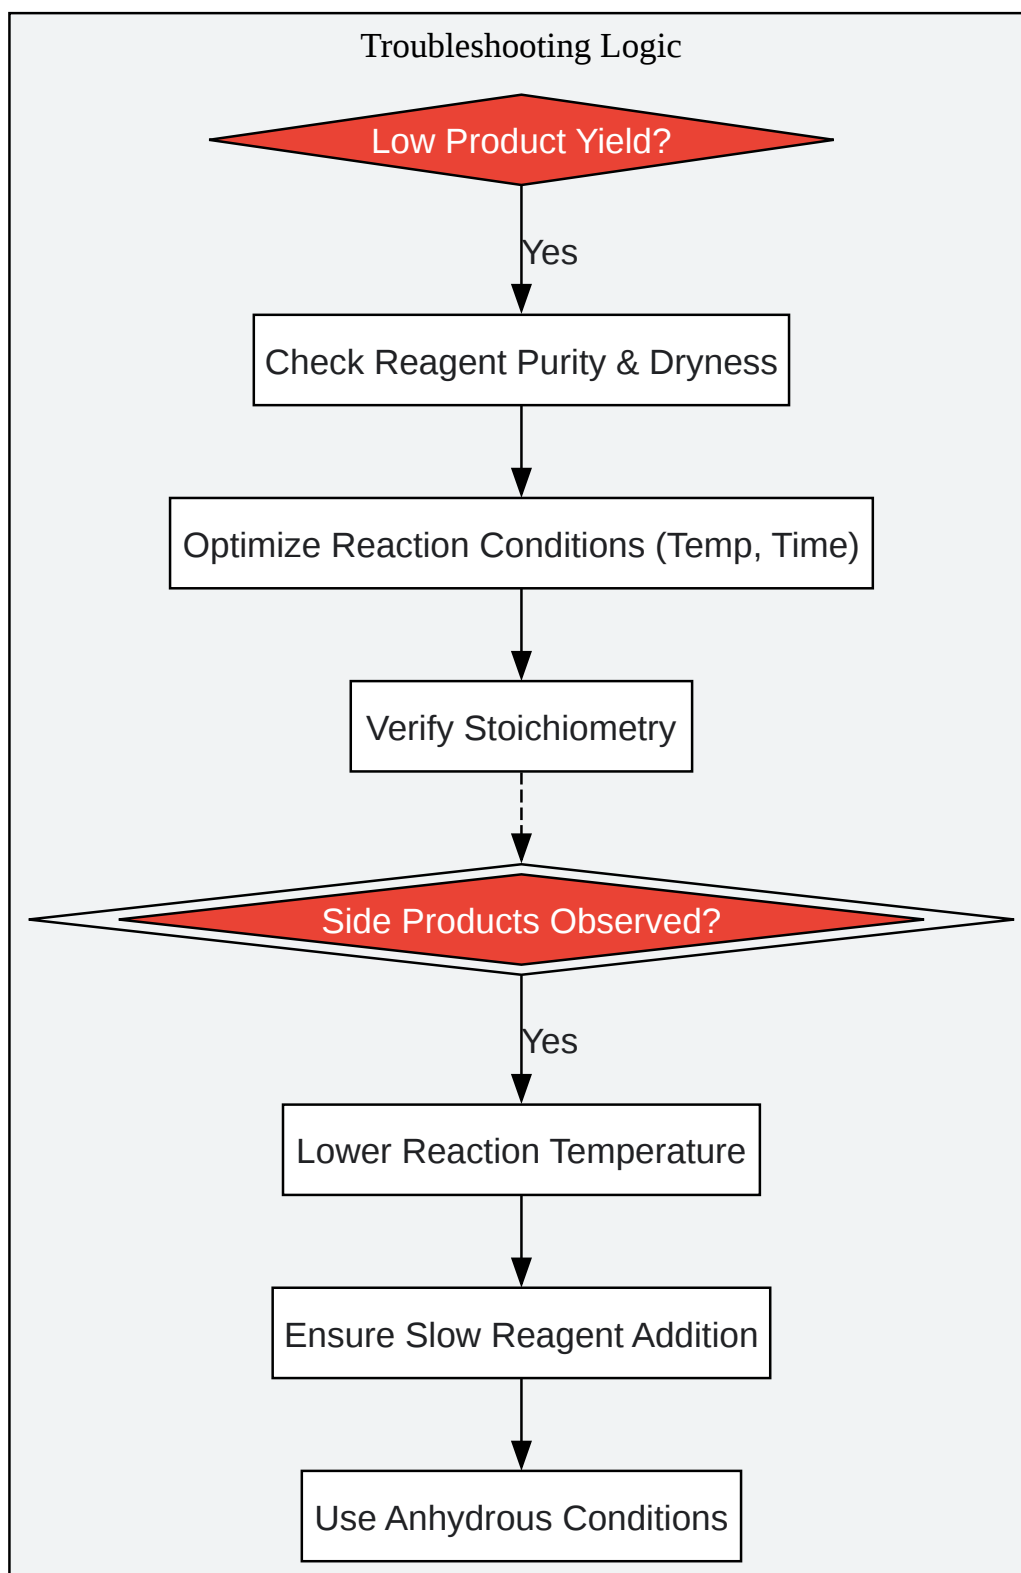 Troubleshooting Logic
Low Product Yield?
Yes
Check Reagent Purity & Dryness
Optimize Reaction Conditions (Temp, Time)
Verify Stoichiometry
Side Products Observed?
Yes
Lower Reaction Temperature
Ensure Slow Reagent Addition
Use Anhydrous Conditions